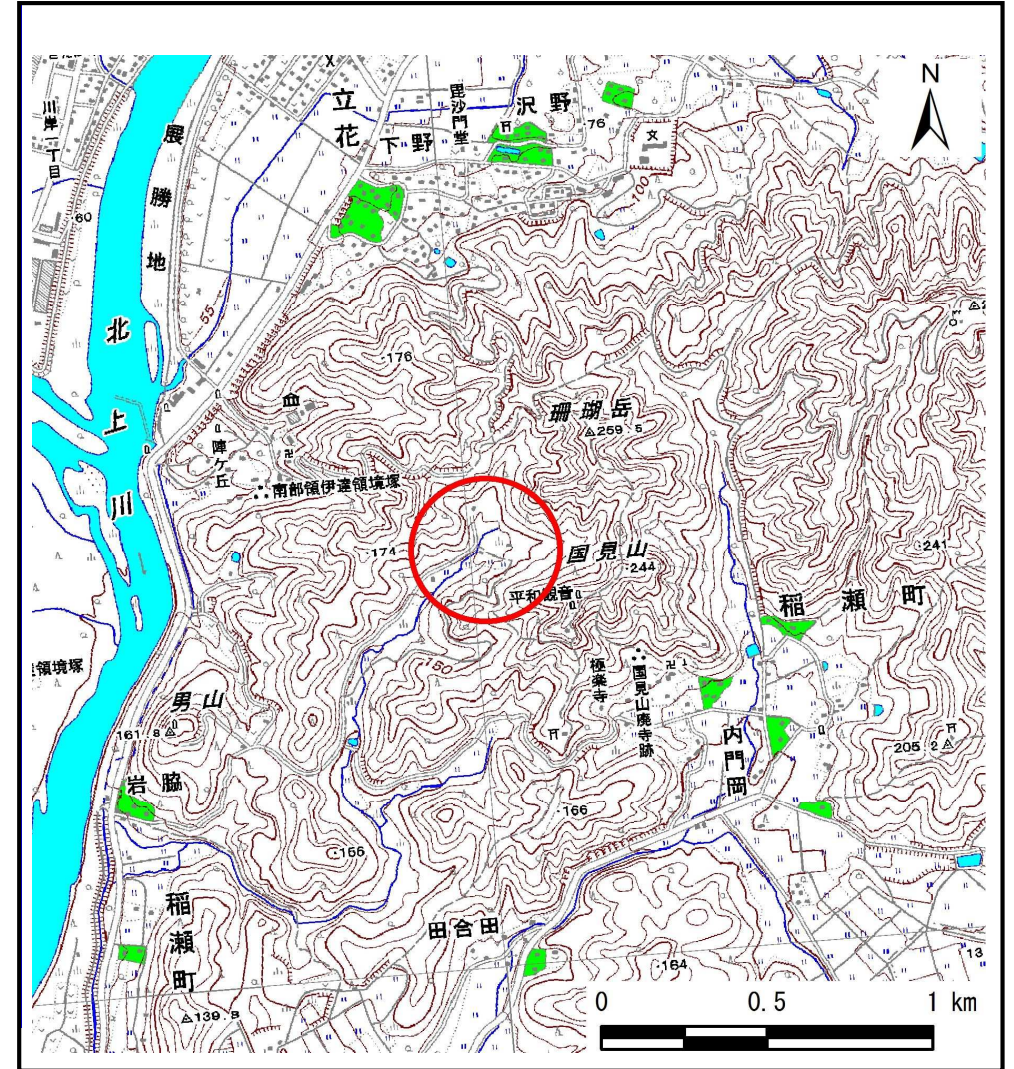 N
川岸一丁目
展勝地
立花
毘沙門堂
下野
沢野
76
文
100
60
55
北上川
176
珊瑚岳
259.5
陣ヶ丘
南部領伊達領境塚
174
国見山
244
平和観音
241
稲瀬町
150
領境塚
男山
161.8
極楽寺
国見山廃寺跡
内門岡
205.2
岩脇
166
166
稲瀬町
田合田
164
13
139.8
0 0.5 1 km